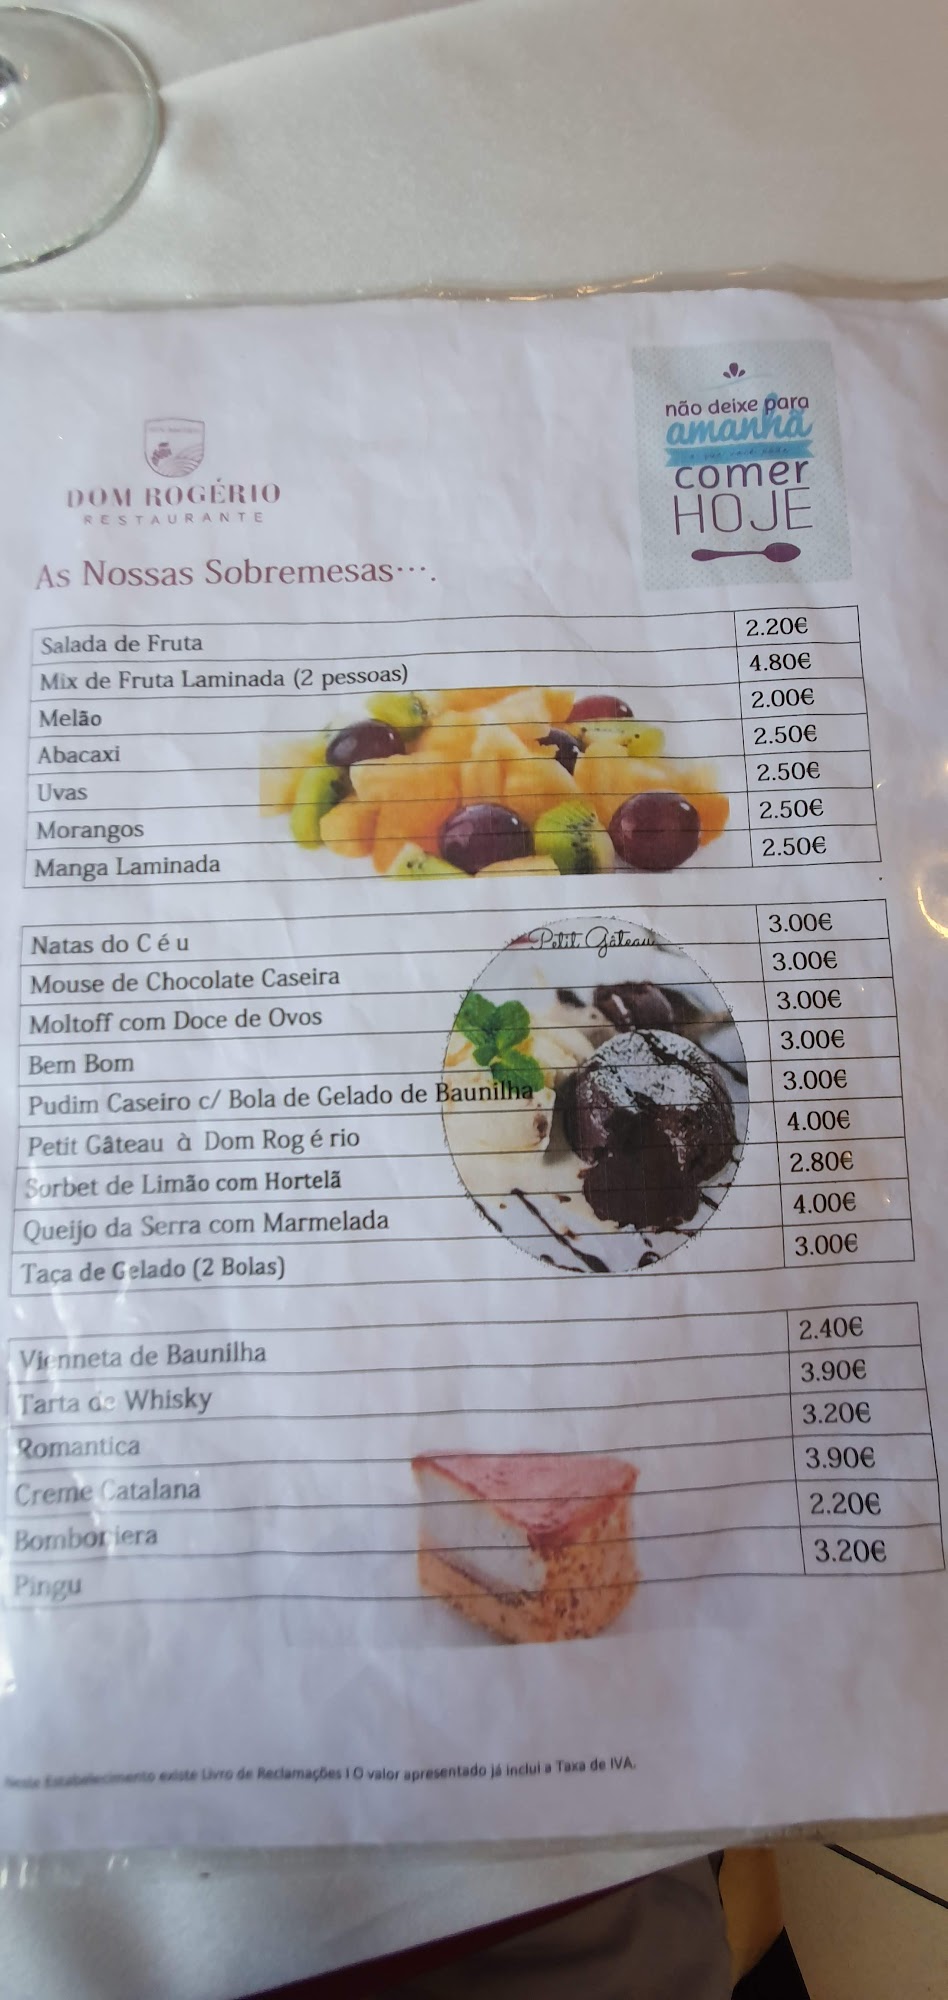 DOM ROGÉRIO
RESTAURANTE
não deixe para
amanhã
comer
HOJE
As Nossas Sobremesas….
Salada de Fruta 2.20€
Mix de Fruta Laminada (2 pessoas) 4.80€
Melão 2.00€
Abacaxi 2.50€
Uvas 2.50€
Morangos 2.50€
Manga Laminada 2.50€
Petit Gâteau
Natas do Céu 3.00€
Mouse de Chocolate Caseira 3.00€
Moltoff com Doce de Ovos 3.00€
Bem Bom 3.00€
Pudim Caseiro c/ Bola de Gelado de Baunilha 3.00€
Petit Gâteau à Dom Rogério 4.00€
Sorbet de Limão com Hortelã 2.80€
Queijo da Serra com Marmelada 4.00€
Taça de Gelado (2 Bolas) 3.00€
Vienneta de Baunilha 2.40€
Tarta de Whisky 3.90€
Romantica 3.20€
Creme Catalana 3.90€
Bomboniera 2.20€
Pingu 3.20€
Neste Estabelecimento existe Livro de Reclamações I O valor apresentado já inclui a Taxa de IVA.